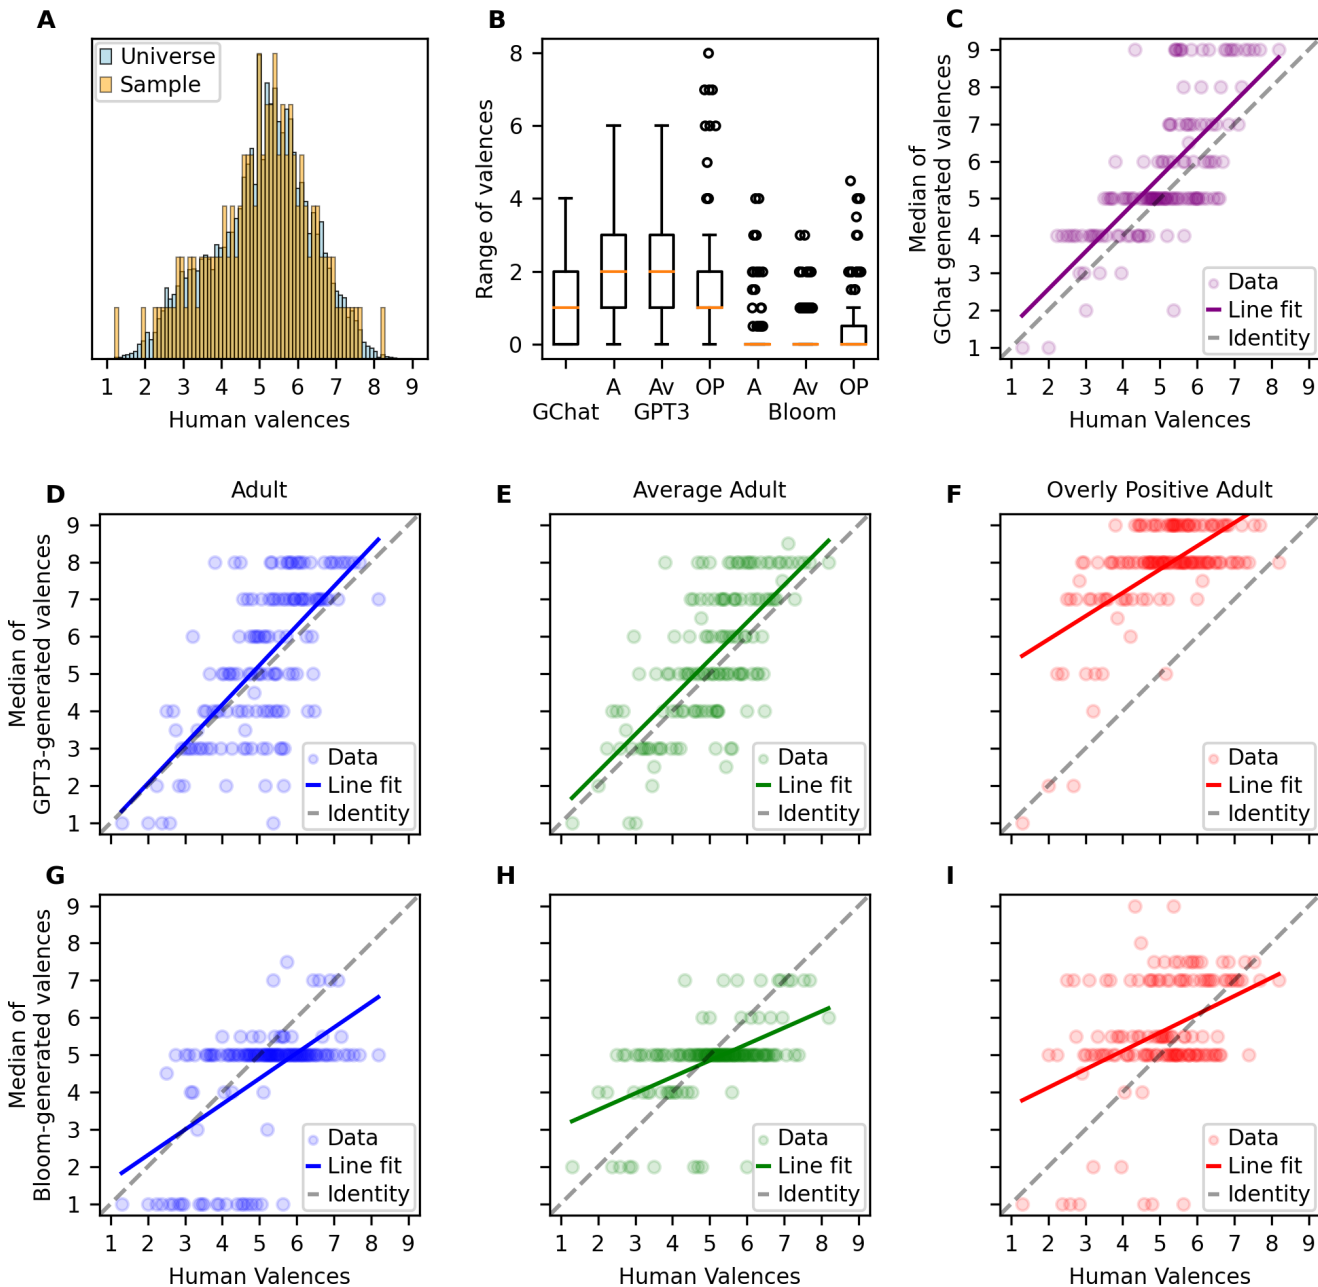 A
Universe
Sample
1 2 3 4 5 6 7 8 9
Human valences
B
Range of valences
8
6
4
2
0
A Av OP A Av OP
GChat GPT3 Bloom
C
Median of
GChat generated valences
9
8
7
6
5
4
3
2
1
Data
Line fit
Identity
1 2 3 4 5 6 7 8 9
Human Valences
D
Adult
Median of
GPT3-generated valences
9
8
7
6
5
4
3
2
1
Data
Line fit
Identity
E
Average Adult
Data
Line fit
Identity
F
Overly Positive Adult
Data
Line fit
Identity
G
Median of
Bloom-generated valences
9
8
7
6
5
4
3
2
1
Data
Line fit
Identity
1 2 3 4 5 6 7 8 9
Human Valences
H
Data
Line fit
Identity
1 2 3 4 5 6 7 8 9
Human Valences
I
Data
Line fit
Identity
1 2 3 4 5 6 7 8 9
Human Valences